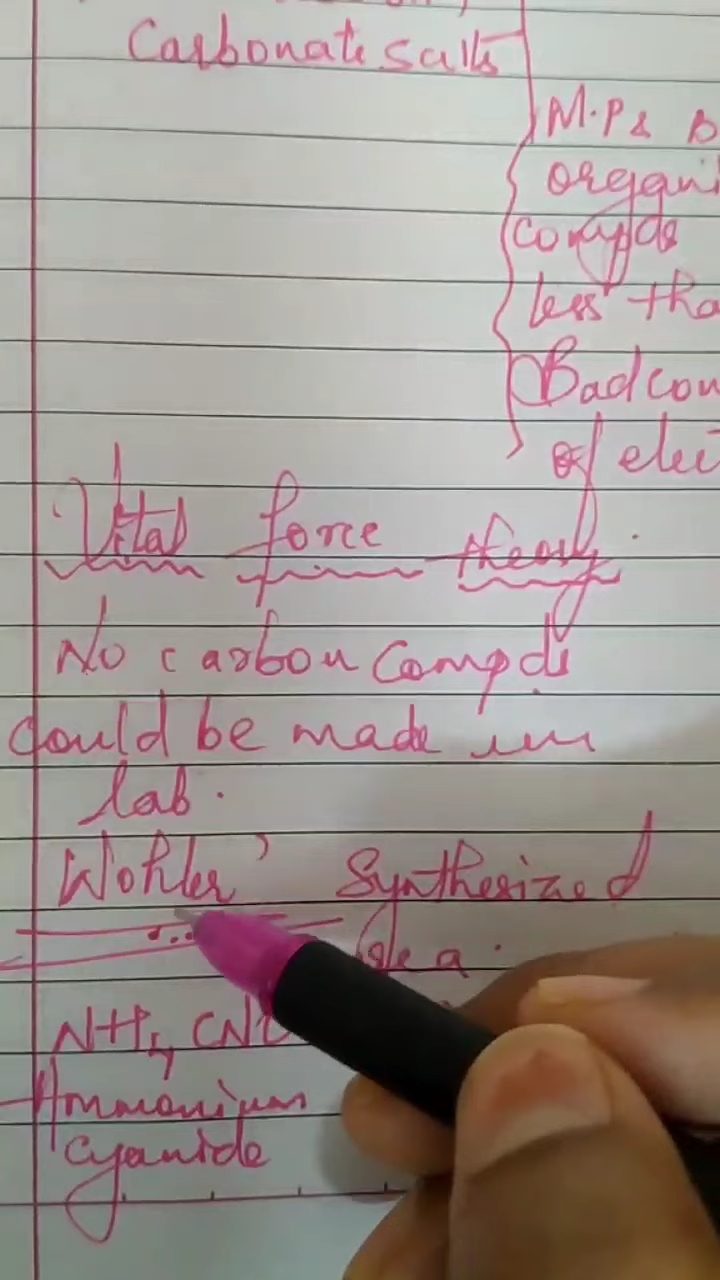 Carbonate salts
M.P &
organi
compds
less tha
Bad con
of elec
Vital force theory.
No carbon compds
could be made in
lab.
Wohler' Synthesized
NH4 CN
Ammonium
Cyanide